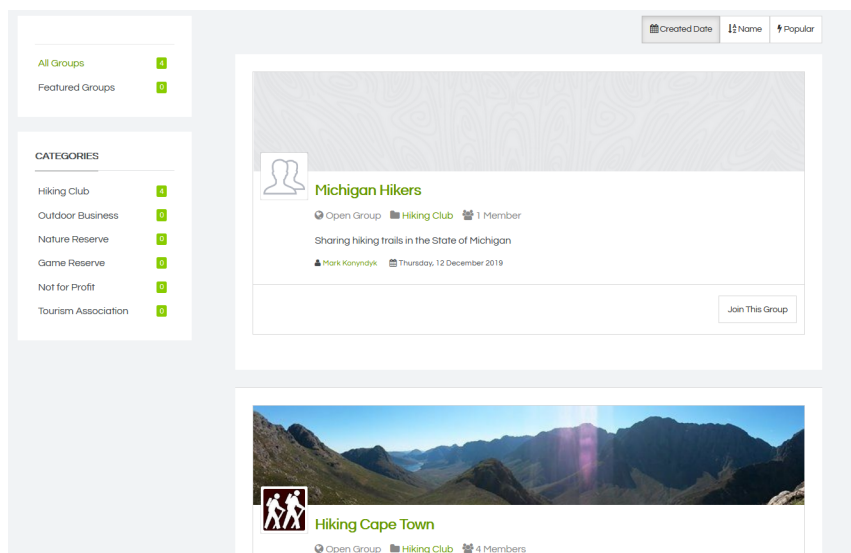 Created Date Name Popular
All Groups 4
Featured Groups 0
CATEGORIES
Hiking Club 4
Outdoor Business 0
Nature Reserve 0
Game Reserve 0
Not for Profit 0
Tourism Association 0
Michigan Hikers
Open Group Hiking Club 1 Member
Sharing hiking trails in the State of Michigan
Mark Konyndyk Thursday, 12 December 2019
Join This Group
Hiking Cape Town
Open Group Hiking Club 4 Members